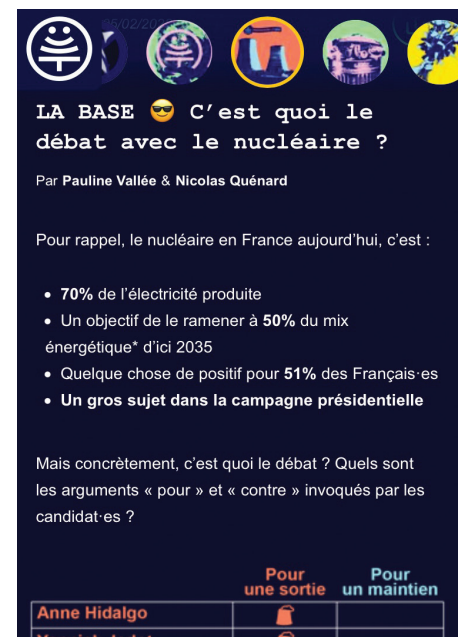 LA BASE 😎 C’est quoi le
débat avec le nucléaire ?
Par Pauline Vallée & Nicolas Quénard
Pour rappel, le nucléaire en France aujourd’hui, c’est :
• 70% de l’électricité produite
• Un objectif de le ramener à 50% du mix
énergétique* d’ici 2035
• Quelque chose de positif pour 51% des Français·es
• Un gros sujet dans la campagne présidentielle
Mais concrètement, c’est quoi le débat ? Quels sont
les arguments « pour » et « contre » invoqués par les
candidat·es ?
Pour Pour
une sortie un maintien
Anne Hidalgo